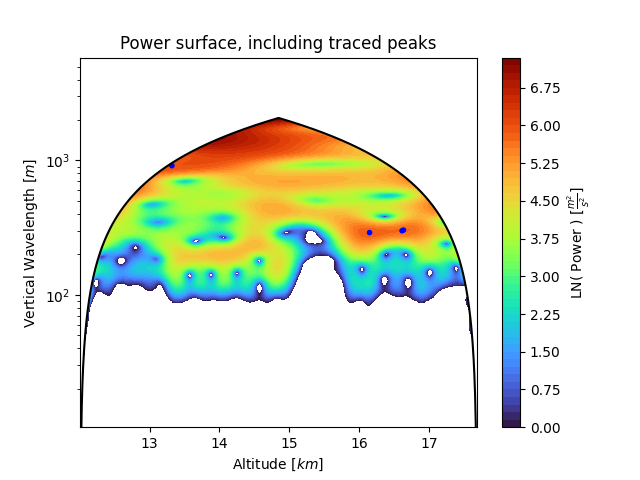 Power surface, including traced peaks
Vertical Wavelength [m]
10³
10²
13 14 15 16 17
Altitude [km]
6.75
6.00
5.25
4.50
3.75
3.00
2.25
1.50
0.75
0.00
LN( Power ) [m²/s²]